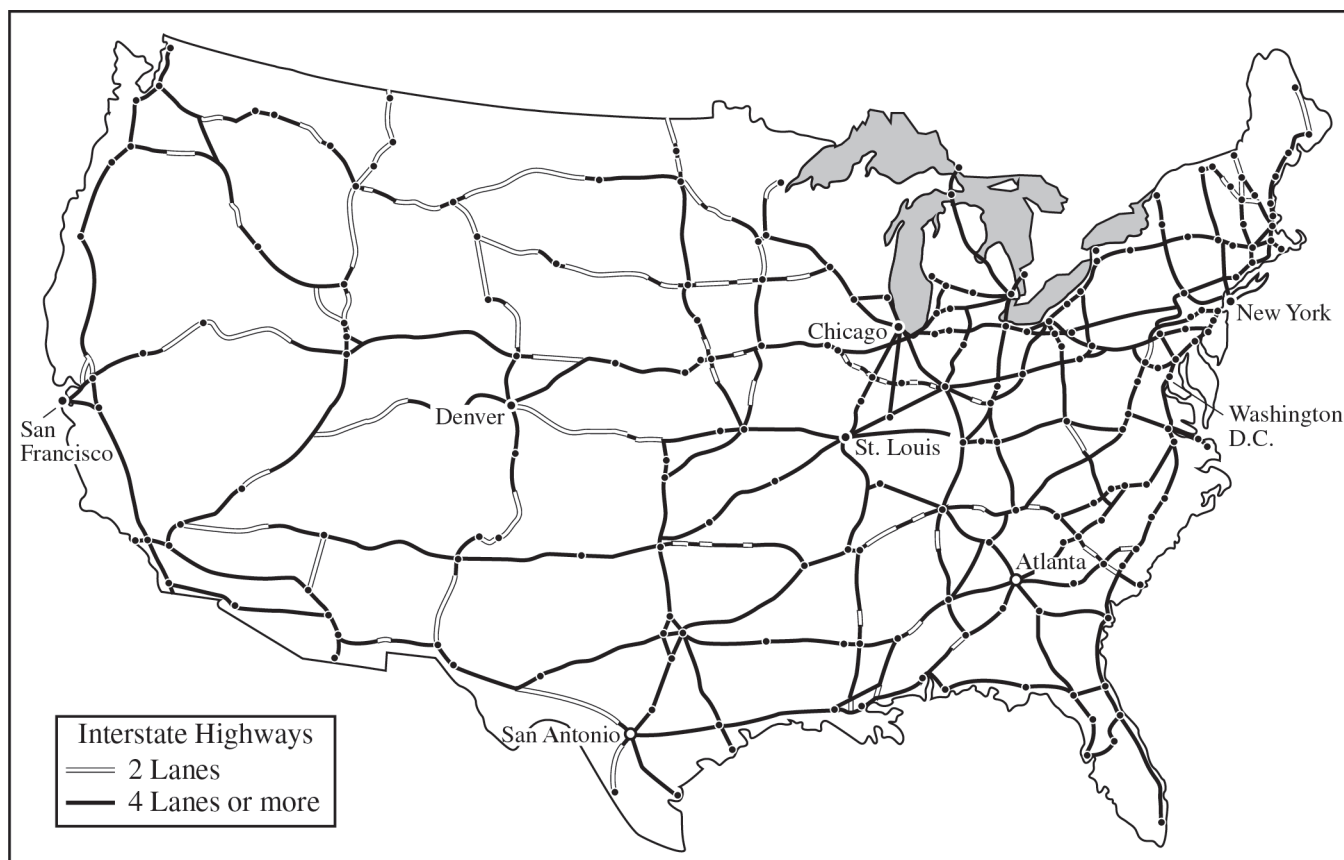 New York
Chicago
Washington
D.C.
Denver
San
Francisco
St. Louis
Atlanta
San Antonio
Interstate Highways
2 Lanes
4 Lanes or more